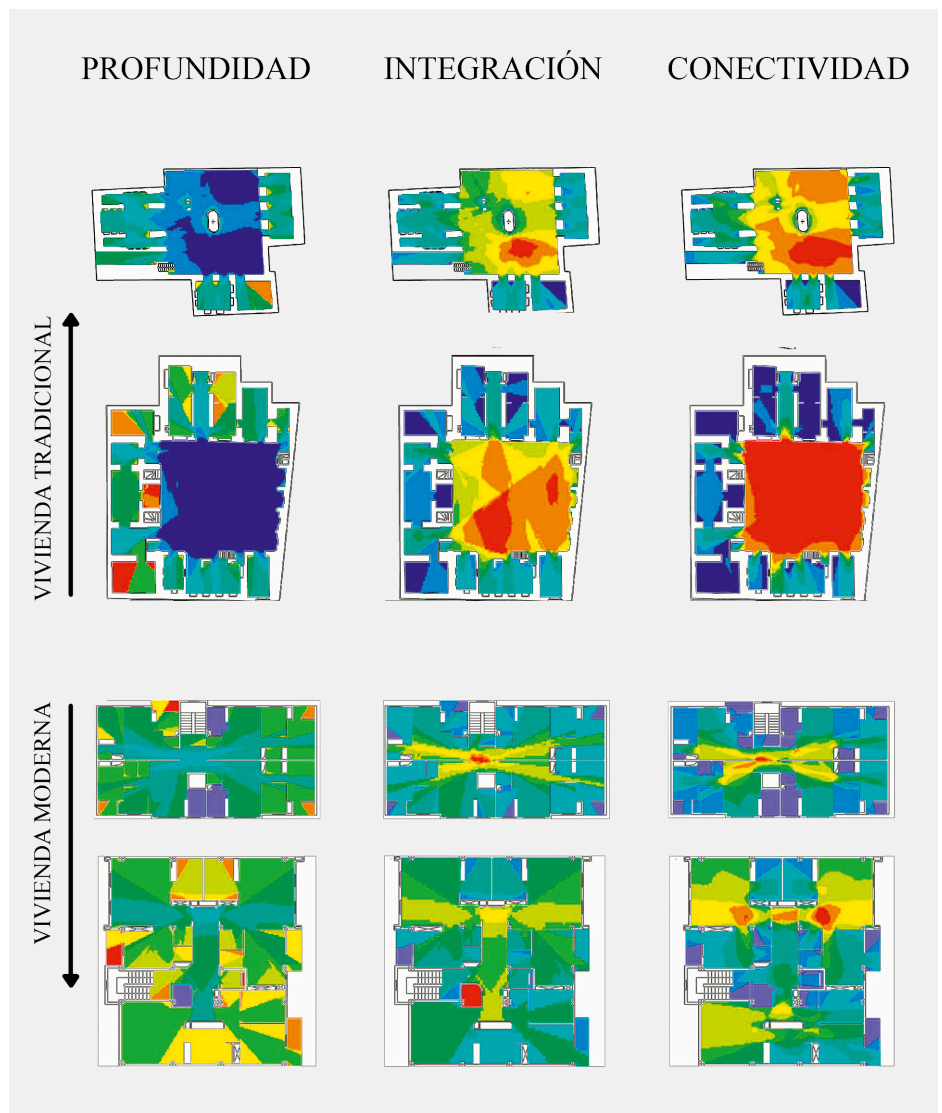 PROFUNDIDAD
INTEGRACIÓN
CONECTIVIDAD
VIVIENDA TRADICIONAL
VIVIENDA MODERNA